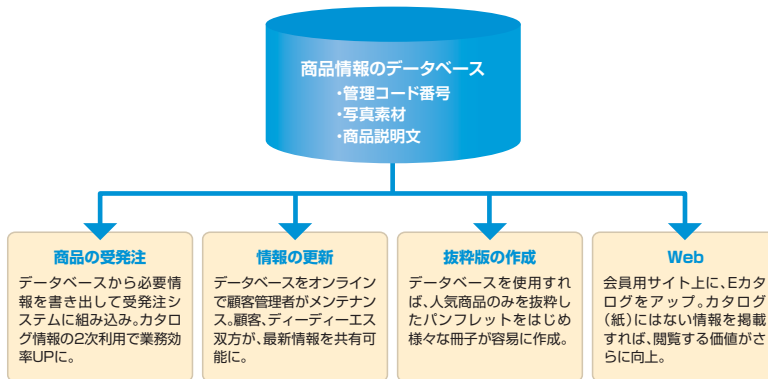 商品情報のデータベース
・管理コード番号
・写真素材
・商品説明文
商品の受発注
データベースから必要情
報を書き出して受発注シ
ステムに組み込み。カタロ
グ情報の2次利用で業務効
率UPに。
情報の更新
データベースをオンライン
で顧客管理者がメンテナン
ス。顧客、ディーディーエス
双方が、最新情報を共有可
能に。
抜粋版の作成
データベースを使用すれ
ば、人気商品のみを抜粋し
たパンフレットをはじめ
様々な冊子が容易に作成。
Web
会員用サイト上に、Eカタ
ログをアップ。カタログ
（紙）にはない情報を掲載
すれば、閲覧する価値がさ
らに向上。